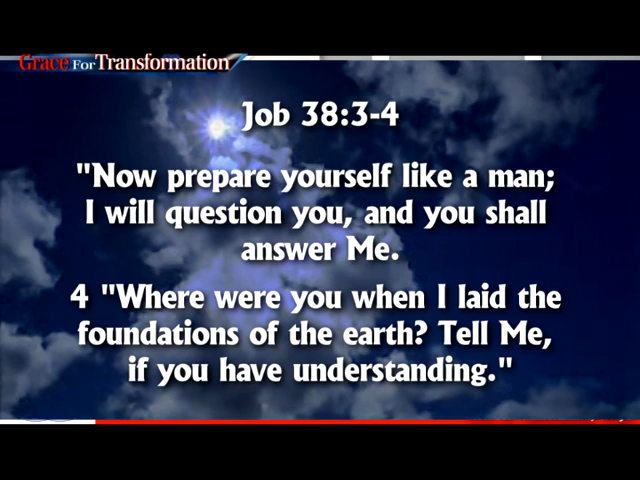 Grace For Transformation
Job 38:3-4
"Now prepare yourself like a man;
I will question you, and you shall
answer Me.
4 "Where were you when I laid the
foundations of the earth? Tell Me,
if you have understanding."